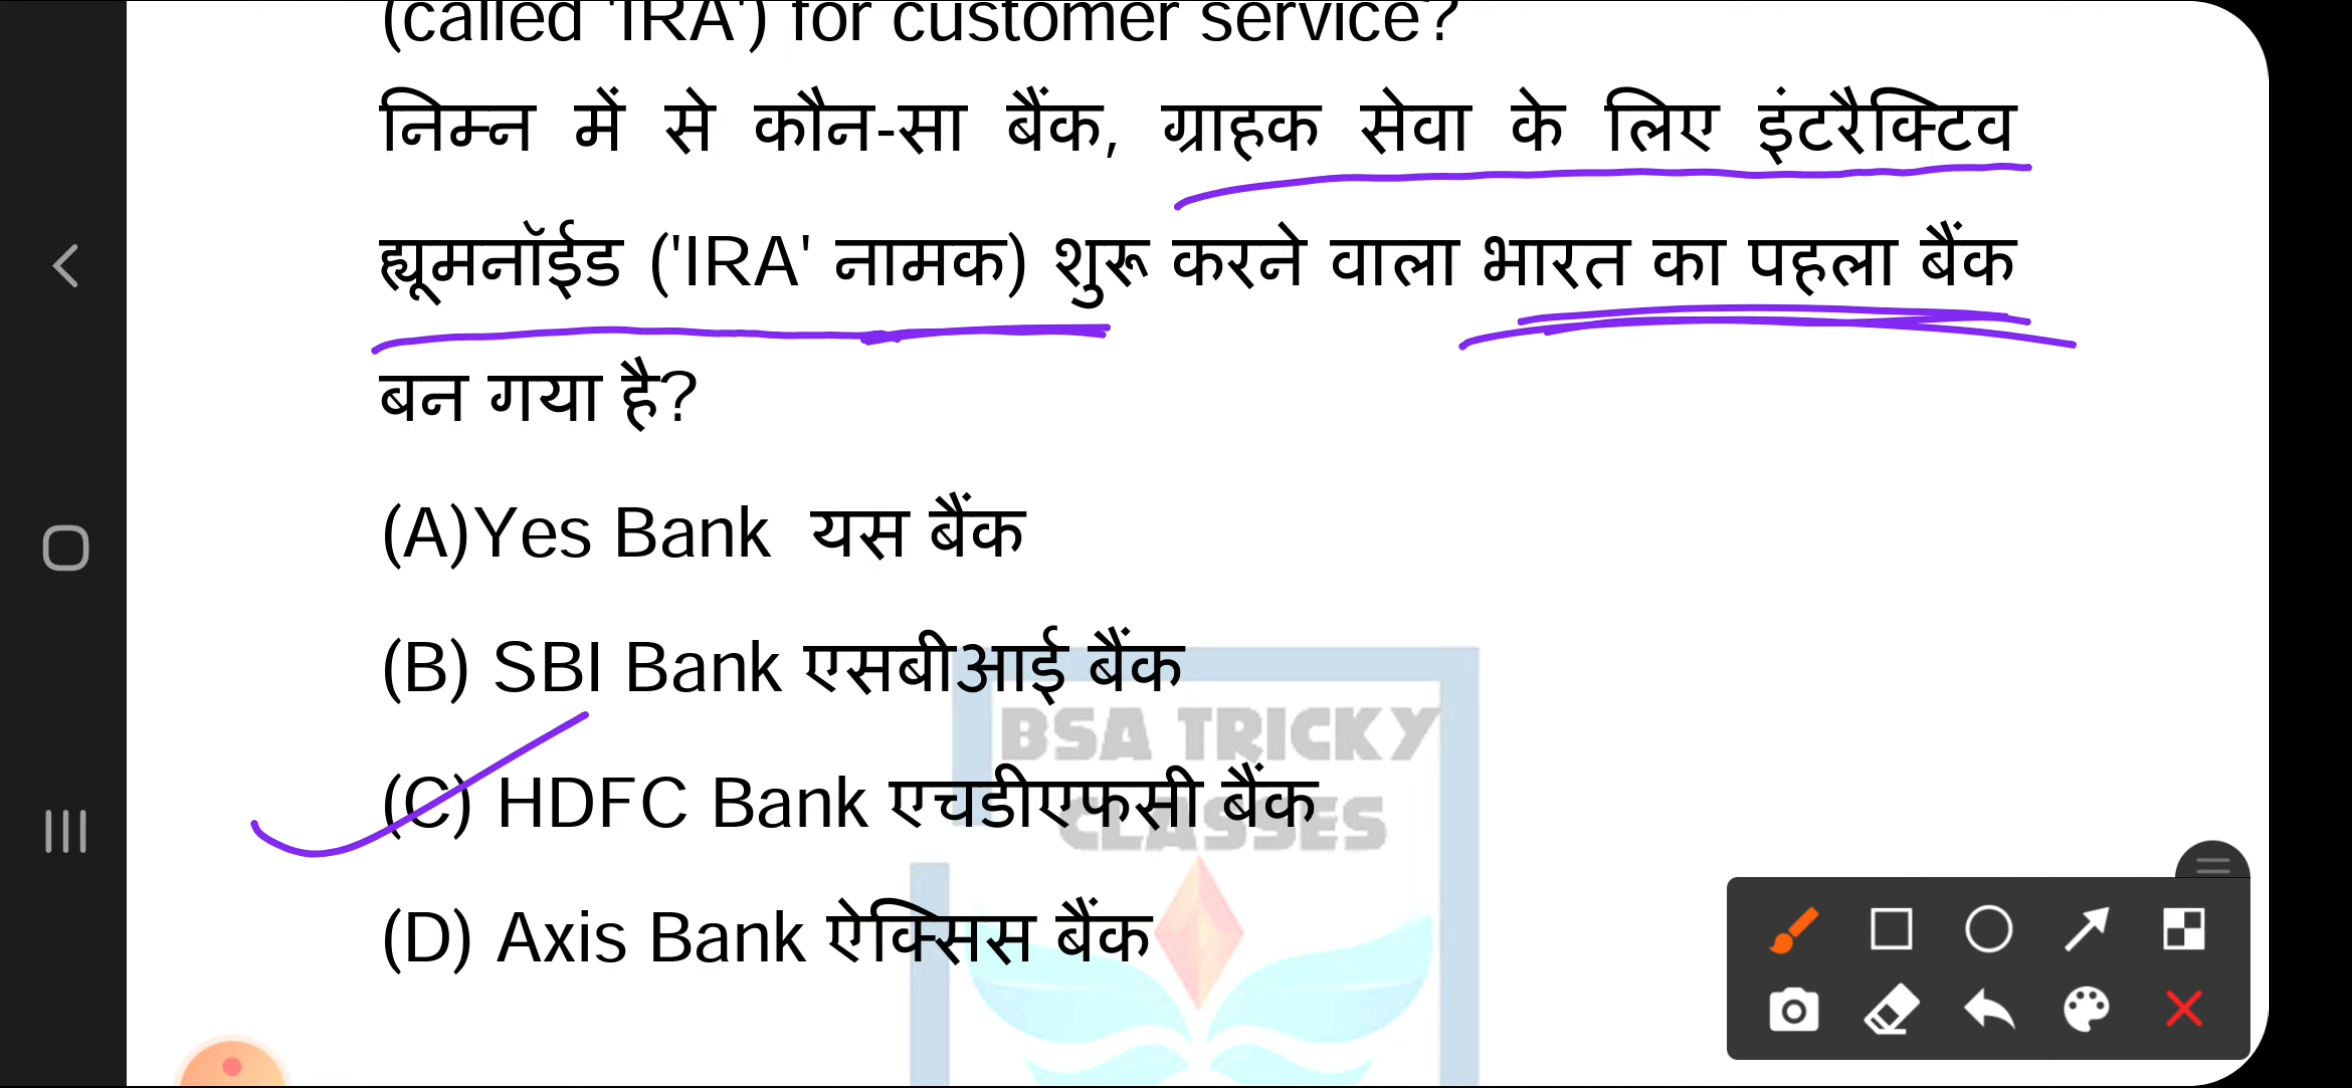 (called 'IRA') for customer service?
निम्न में से कौन-सा बैंक, ग्राहक सेवा के लिए इंटरैक्टिव
ह्यूमनॉईड ('IRA' नामक) शुरू करने वाला भारत का पहला बैंक
बन गया है?
(A)Yes Bank यस बैंक
(B) SBI Bank एसबीआई बैंक
(C) HDFC Bank एचडीएफसी बैंक
(D) Axis Bank ऐक्सिस बैंक
BSA TRICKY
CLASSES